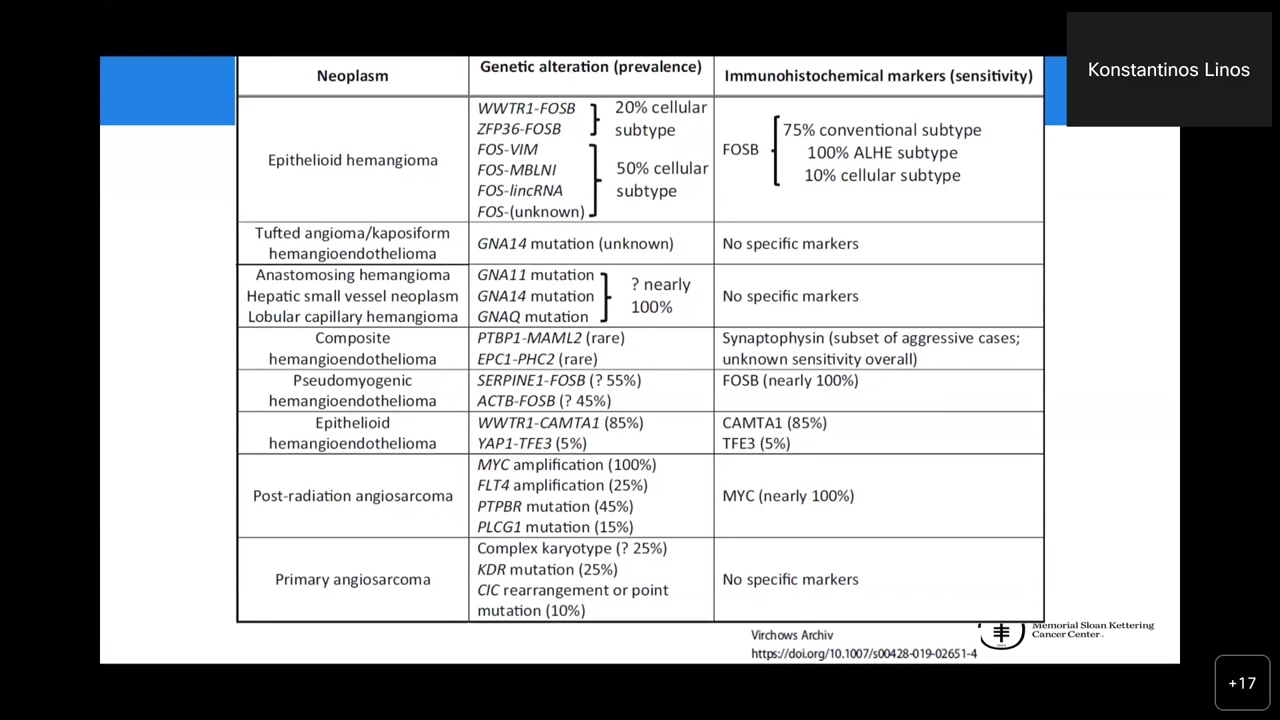 Konstantinos Linos
Neoplasm
Genetic alteration (prevalence)
Immunohistochemical markers (sensitivity)
Epithelioid hemangioma
WWTR1-FOSB
ZFP36-FOSB
20% cellular
subtype
FOS-VIM
FOS-MBLNI
FOS-lincRNA
FOS-(unknown)
50% cellular
subtype
FOSB
75% conventional subtype
100% ALHE subtype
10% cellular subtype
Tufted angioma/kaposiform
hemangioendothelioma
GNA14 mutation (unknown)
No specific markers
Anastomosing hemangioma
Hepatic small vessel neoplasm
Lobular capillary hemangioma
GNA11 mutation
GNA14 mutation
GNAQ mutation
? nearly
100%
No specific markers
Composite
hemangioendothelioma
PTBP1-MAML2 (rare)
EPC1-PHC2 (rare)
Synaptophysin (subset of aggressive cases;
unknown sensitivity overall)
Pseudomyogenic
hemangioendothelioma
SERPINE1-FOSB (? 55%)
ACTB-FOSB (? 45%)
FOSB (nearly 100%)
Epithelioid
hemangioendothelioma
WWTR1-CAMTA1 (85%)
YAP1-TFE3 (5%)
CAMTA1 (85%)
TFE3 (5%)
Post-radiation angiosarcoma
MYC amplification (100%)
FLT4 amplification (25%)
PTPBR mutation (45%)
PLCG1 mutation (15%)
MYC (nearly 100%)
Primary angiosarcoma
Complex karyotype (? 25%)
KDR mutation (25%)
CIC rearrangement or point
mutation (10%)
No specific markers
Virchows Archiv
https://doi.org/10.1007/s00428-019-02651-4
Memorial Sloan Kettering
Cancer Center
+17